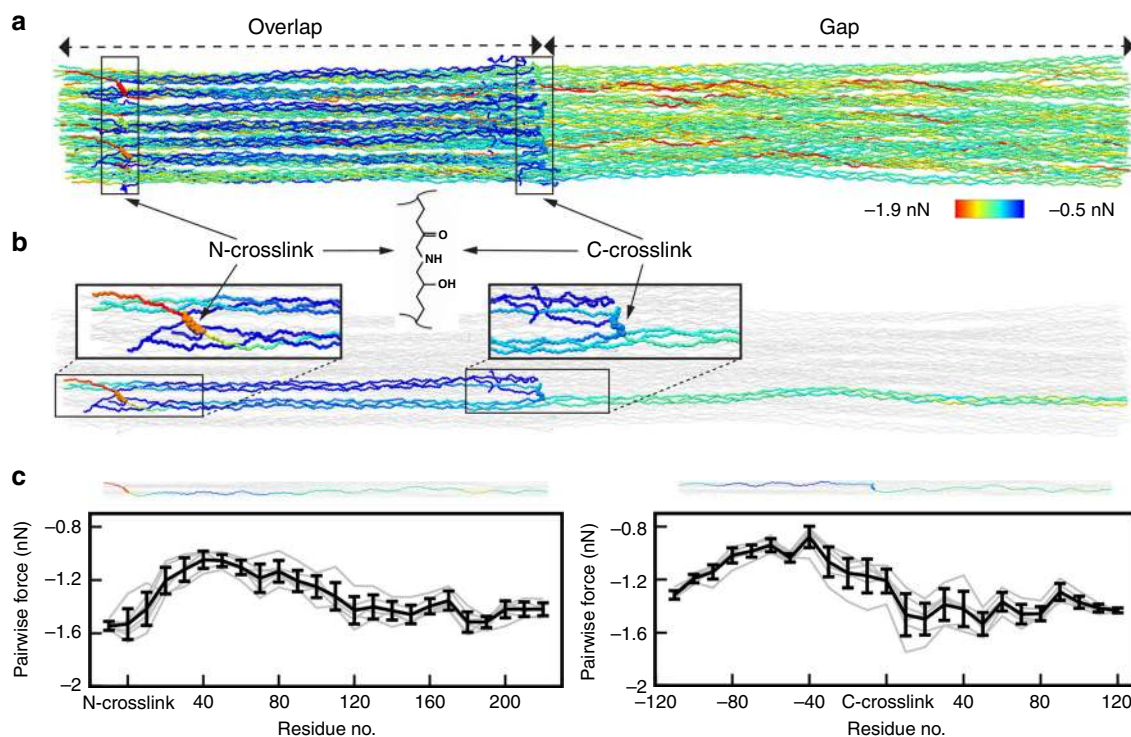 a
Overlap
Gap
–1.9 nN
–0.5 nN
b
N-crosslink
O
NH
OH
C-crosslink
c
Pairwise force (nN)
–0.8
–1.2
–1.6
–2
N-crosslink 40 80 120 160 200
Residue no.
Pairwise force (nN)
–0.8
–1.2
–1.6
–2
–120 –80 –40 C-crosslink 40 80 120
Residue no.